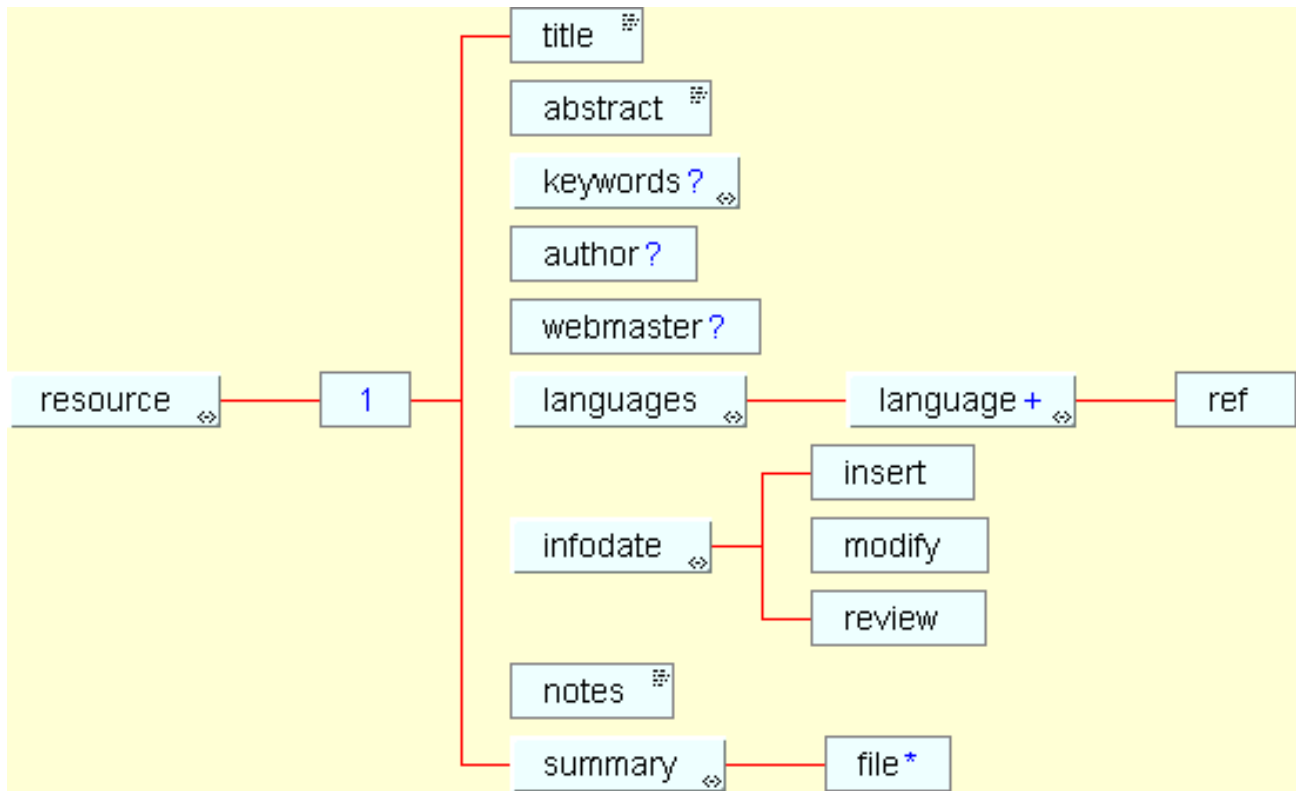 title
abstract
keywords?
author?
webmaster?
resource 1 languages language+ ref
insert
infodate modify
review
notes
summary file*